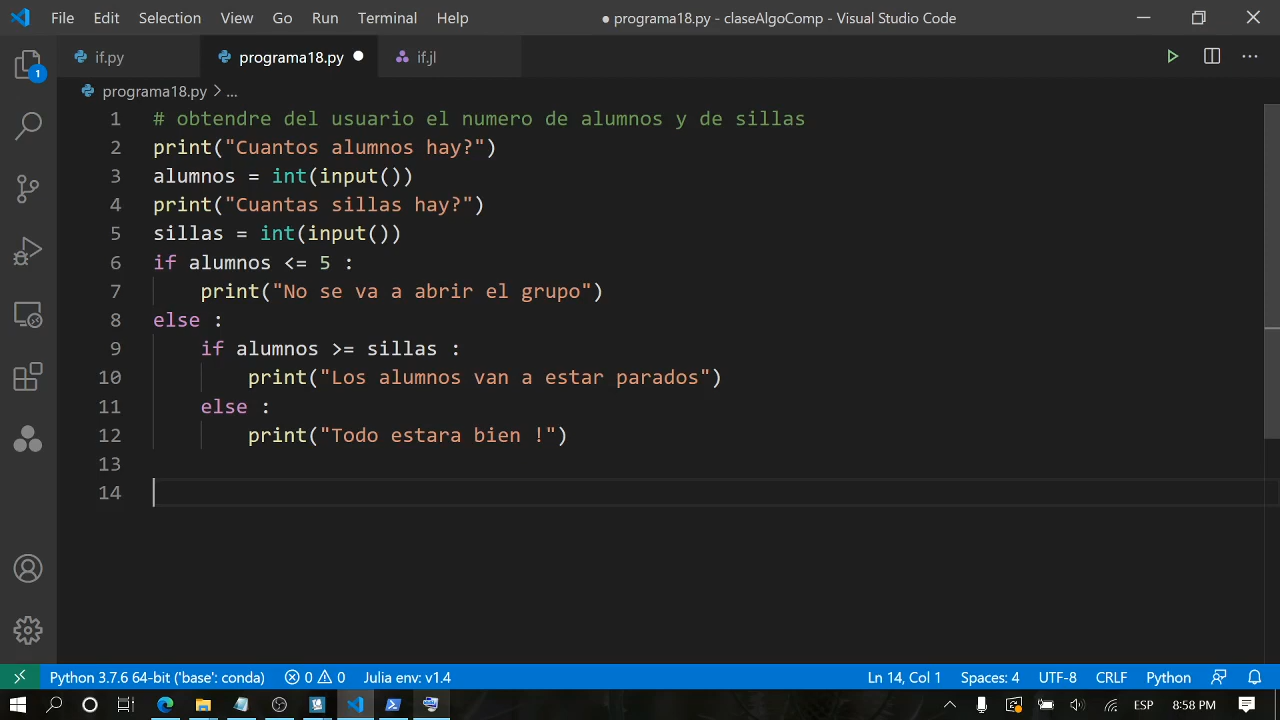 File Edit Selection View Go Run Terminal Help ● programa18.py - claseAlgoComp - Visual Studio Code
if.py programa18.py ● if.jl ...
programa18.py > ...
1 # obtendre del usuario el numero de alumnos y de sillas
2 print("Cuantos alumnos hay?")
3 alumnos = int(input())
4 print("Cuantas sillas hay?")
5 sillas = int(input())
6 if alumnos <= 5 :
7     print("No se va a abrir el grupo")
8 else :
9     if alumnos >= sillas :
10         print("Los alumnos van a estar parados")
11     else :
12         print("Todo estara bien !")
13
14
1
Python 3.7.6 64-bit ('base': conda) 0 0 Julia env: v1.4 Ln 14, Col 1 Spaces: 4 UTF-8 CRLF Python
ESP 8:58 PM